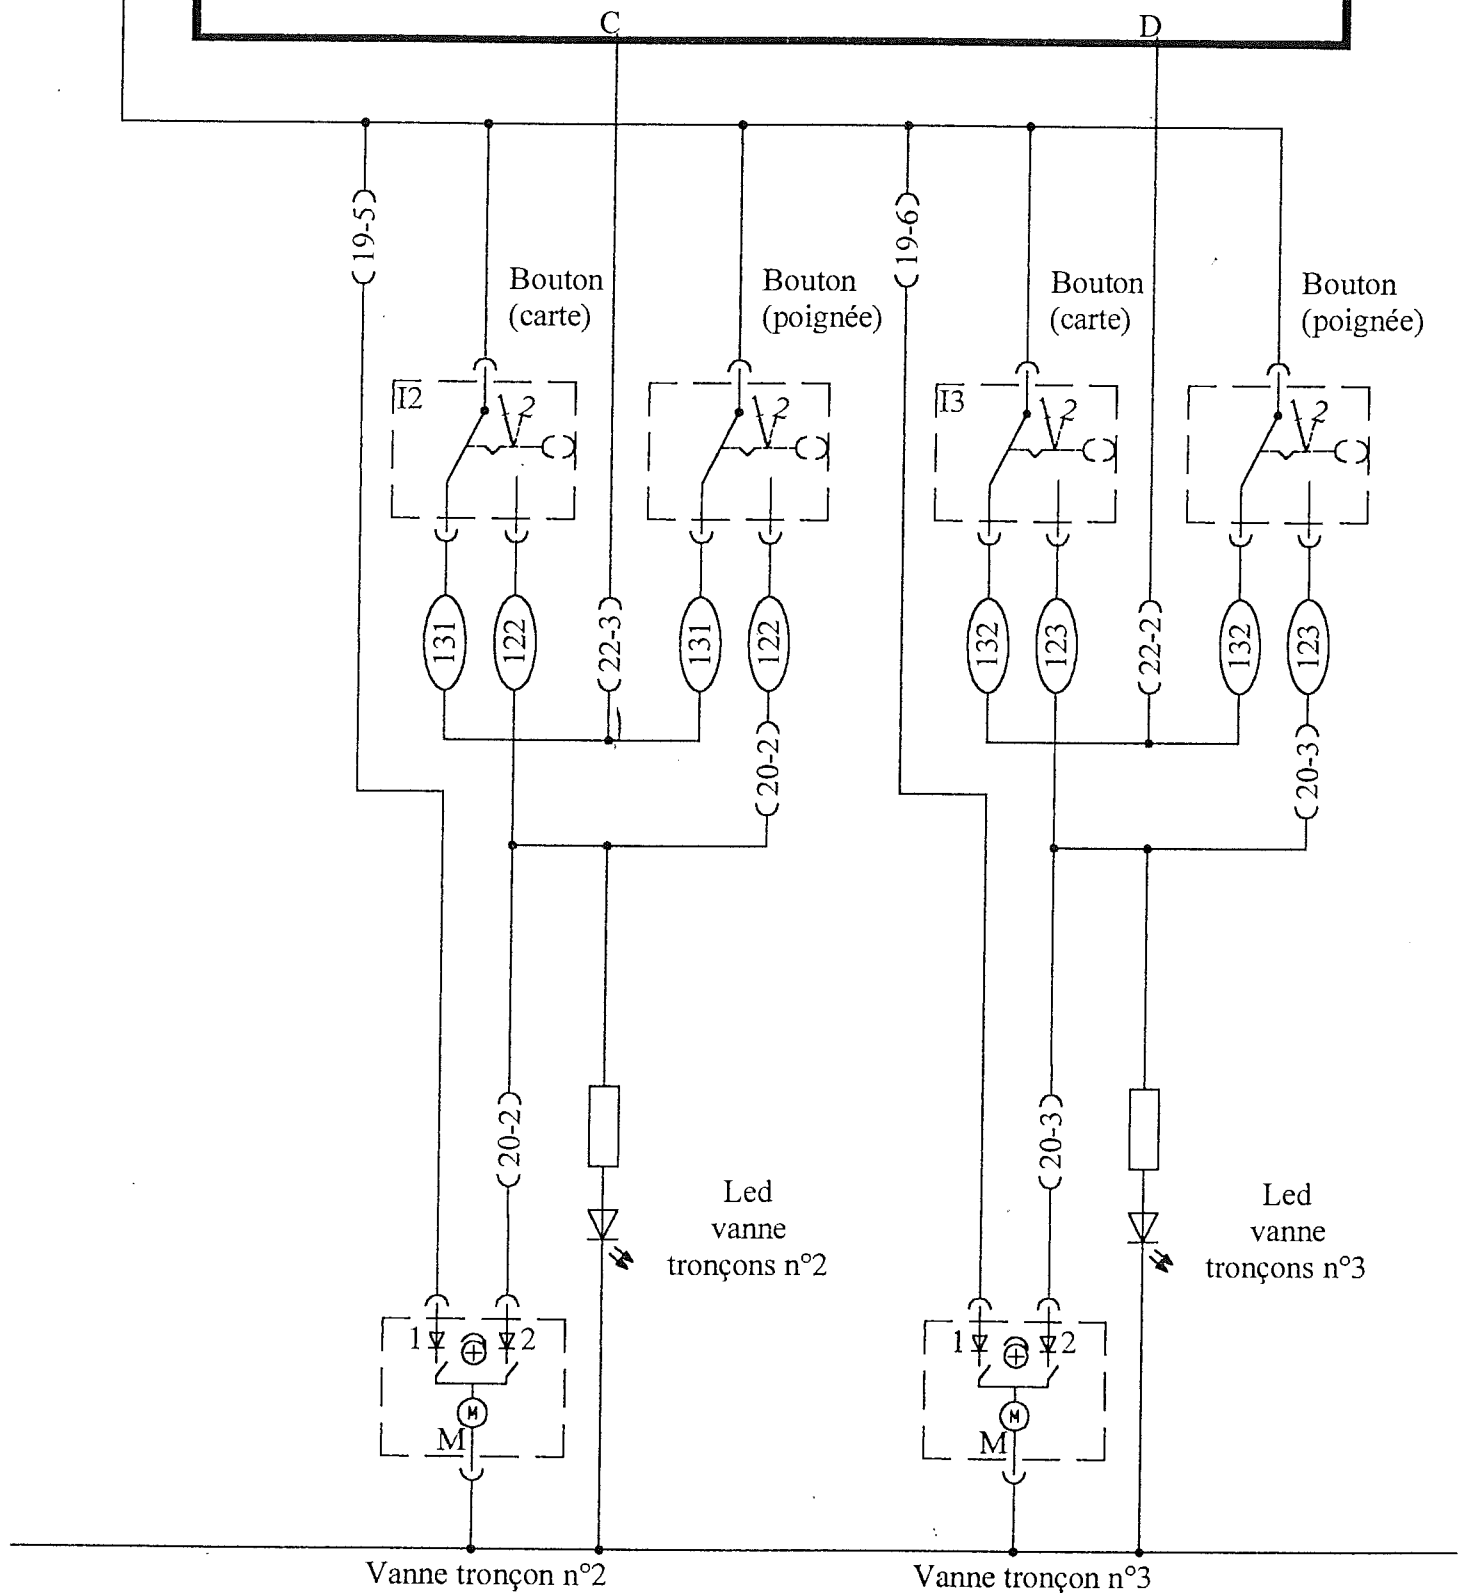 C
D
19-5
19-6
Bouton
(carte)
Bouton
(poignée)
Bouton
(carte)
Bouton
(poignée)
I2
2
2
I3
2
2
131
122
22-3
131
122
132
123
22-2
132
123
20-2
20-3
20-2
20-3
Led
vanne
tronçons n°2
Led
vanne
tronçons n°3
1
2
M
M
1
2
M
M
Vanne tronçon n°2
Vanne tronçon n°3